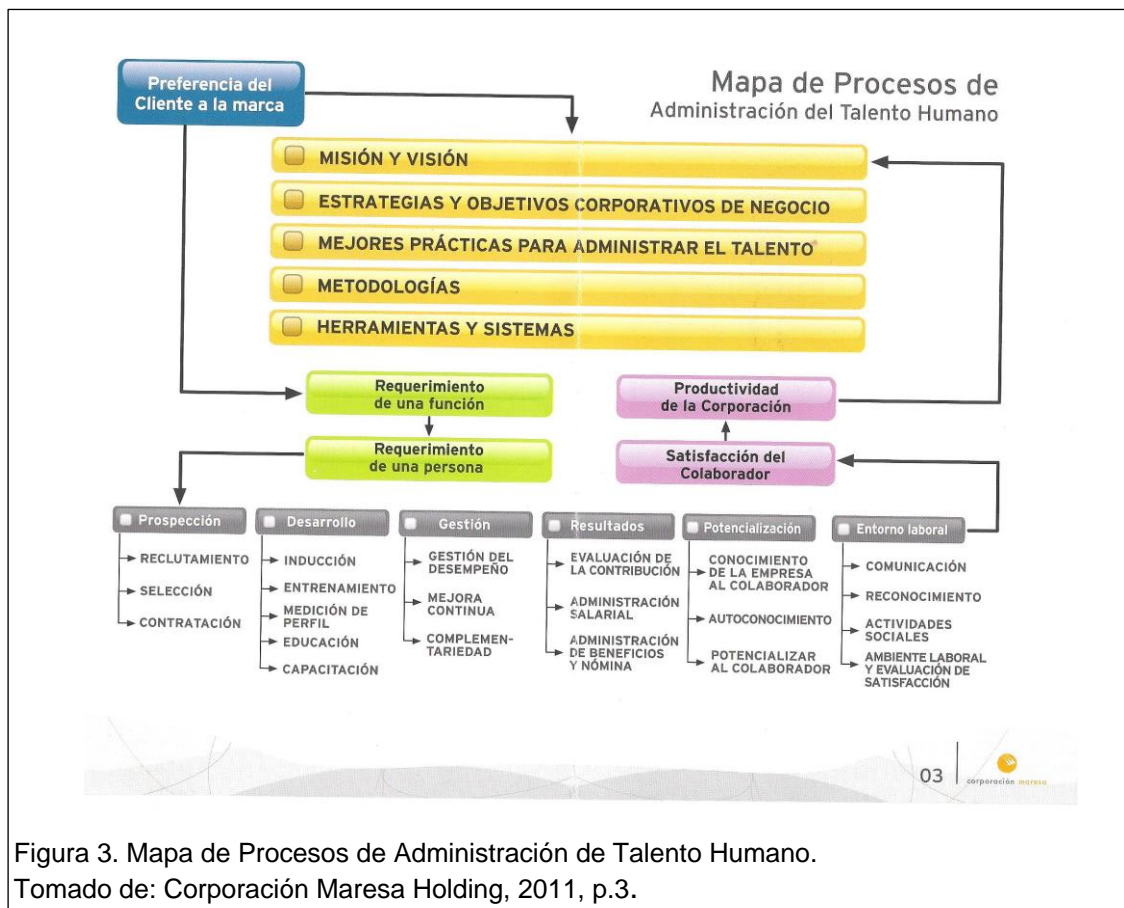 Preferencia del
Cliente a la marca
Mapa de Procesos de
Administración del Talento Humano
MISIÓN Y VISIÓN
ESTRATEGIAS Y OBJETIVOS CORPORATIVOS DE NEGOCIO
MEJORES PRÁCTICAS PARA ADMINISTRAR EL TALENTO
METODOLOGÍAS
HERRAMIENTAS Y SISTEMAS
Requerimiento
de una función
Productividad
de la Corporación
Requerimiento
de una persona
Satisfacción del
Colaborador
Prospección
RECLUTAMIENTO
SELECCIÓN
CONTRATACIÓN
Desarrollo
INDUCCIÓN
ENTRENAMIENTO
MEDICIÓN DE
PERFIL
EDUCACIÓN
CAPACITACIÓN
Gestión
GESTIÓN DEL
DESEMPEÑO
MEJORA
CONTINUA
COMPLEMEN-
TARIEDAD
Resultados
EVALUACIÓN DE
LA CONTRIBUCIÓN
ADMINISTRACIÓN
SALARIAL
ADMINISTRACIÓN
DE BENEFICIOS
Y NÓMINA
Potencialización
CONOCIMIENTO
DE LA EMPRESA
AL COLABORADOR
AUTOCONOCIMIENTO
POTENCIALIZAR
AL COLABORADOR
Entorno laboral
COMUNICACIÓN
RECONOCIMIENTO
ACTIVIDADES
SOCIALES
AMBIENTE LABORAL
Y EVALUACIÓN DE
SATISFACCIÓN
03
corporación maresa
Figura 3. Mapa de Procesos de Administración de Talento Humano.
Tomado de: Corporación Maresa Holding, 2011, p.3.